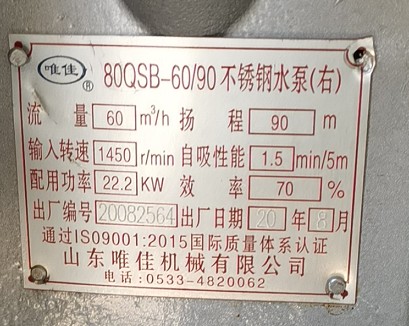 唯佳 ® 80QSB-60/90不锈钢水泵(右)
流量 60 m³/h 扬程 90 m
输入转速 1450 r/min 自吸性能 1.5 min/5m
配用功率 22.2 KW 效率 70 %
出厂编号 20082564 出厂日期 20 年 8 月
通过ISO9001:2015国际质量体系认证
山东唯佳机械有限公司
电话:0533-4820062